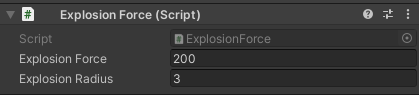 Explosion Force (Script)
Script ExplosionForce
Explosion Force 200
Explosion Radius 3